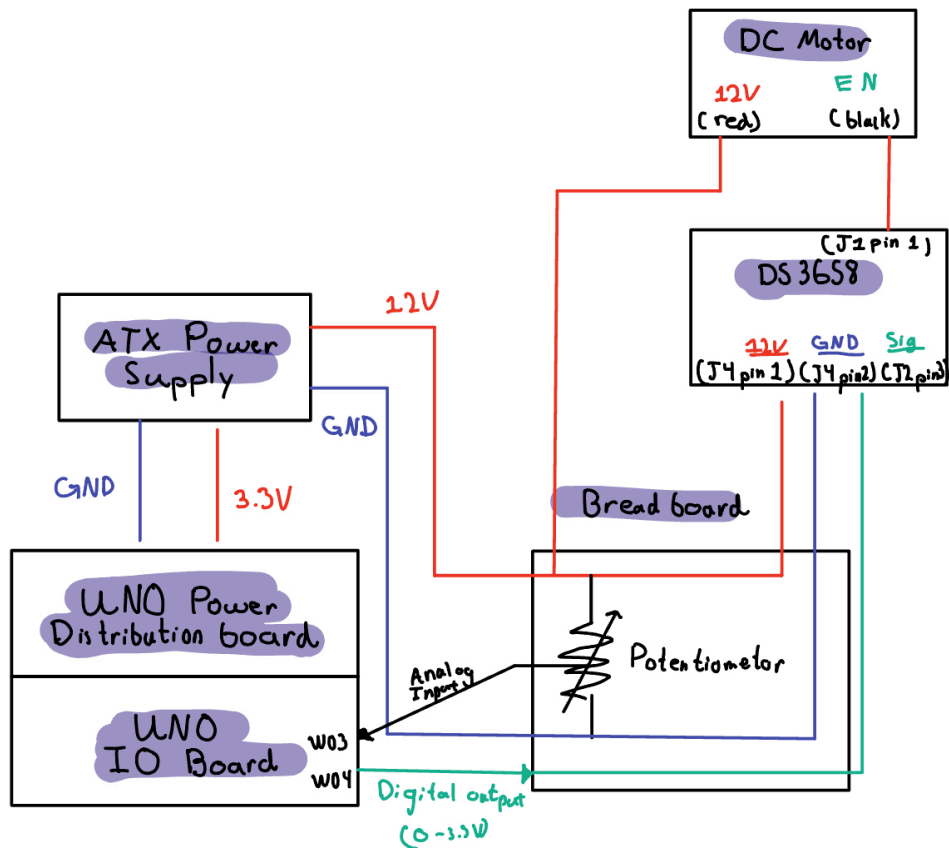 DC Motor
12V
EN
(red)
(black)
(J1 pin 1)
DS3658
12V
GND
Sig
(J4 pin 1)
(J4 pin2)
(J2 pin3)
12V
ATX Power
Supply
GND
GND
3.3V
Bread board
UNO Power
Distribution board
Potentiometor
Analog
Input
UNO
IO Board
W03
W04
Digital output
(0-3.3V)